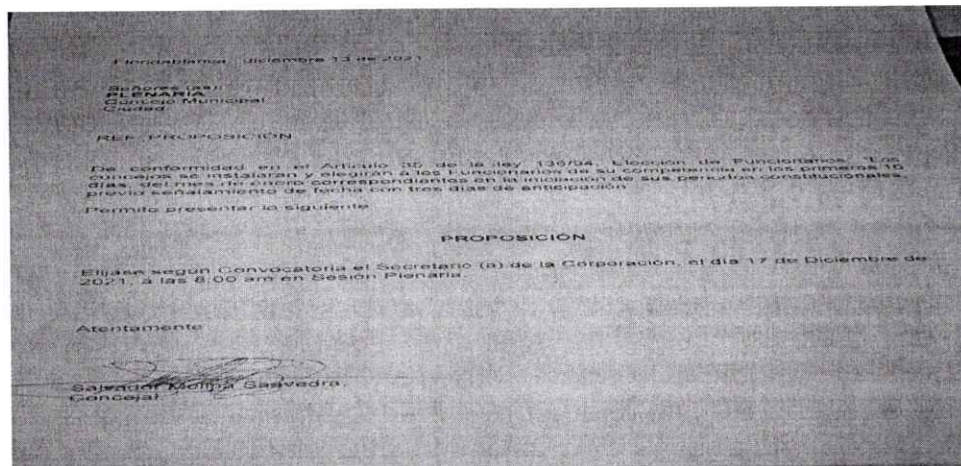 Floridablanca, diciembre 13 de 2021
Señores (as):
PLENARIA
Concejo Municipal
Ciudad
REF. PROPOSICIÓN
De conformidad en el Artículo 35 de la ley 136/94, Elección de Funcionarios. "Los
concejos se instalaran y elegirán a los Funcionarios de su competencia en los primeros 10
días, del mes de enero correspondientes a la iniciación de sus periodos constitucionales,
previo señalamiento de fecha con tres días de anticipación
Permito presentar lo siguiente
PROPOSICIÓN
Elíjase según Convocatoria el Secretario (a) de la Corporación, el día 17 de Diciembre de
2021, a las 8:00 am en Sesión Plenaria.
Atentamente
Salvador Molina Saavedra.
Concejal